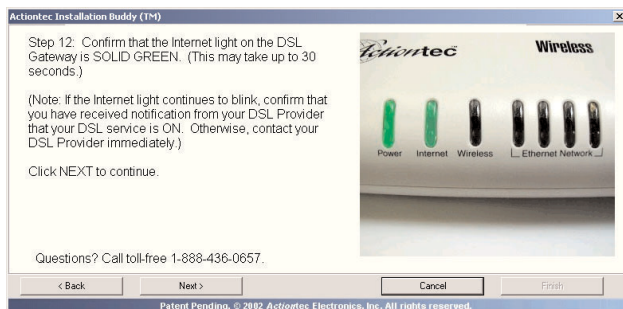 Actiontec Installation Buddy (TM)
Step 12: Confirm that the Internet light on the DSL
Gateway is SOLID GREEN. (This may take up to 30
seconds.)
(Note: If the Internet light continues to blink, confirm that
you have received notification from your DSL Provider
that your DSL service is ON. Otherwise, contact your
DSL Provider immediately.)
Click NEXT to continue.
Questions? Call toll-free 1-888-436-0657.
Actiontec
Wireless
Power Internet Wireless Ethernet Network
< Back
Next >
Cancel
Finish
Patent Pending, © 2002 Actiontec Electronics, Inc. All rights reserved.